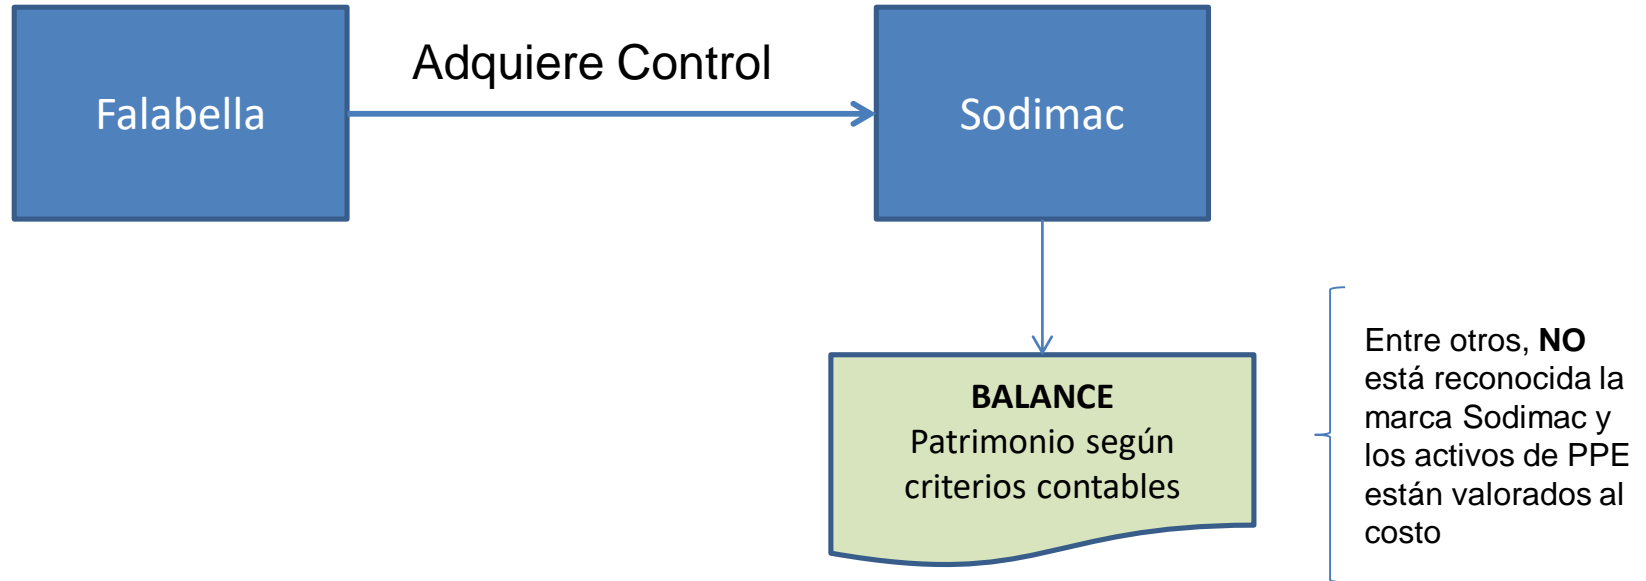 Adquiere Control
Falabella
Sodimac
BALANCE
Patrimonio según
criterios contables
Entre otros, NO
está reconocida la
marca Sodimac y
los activos de PPE
están valorados al
costo